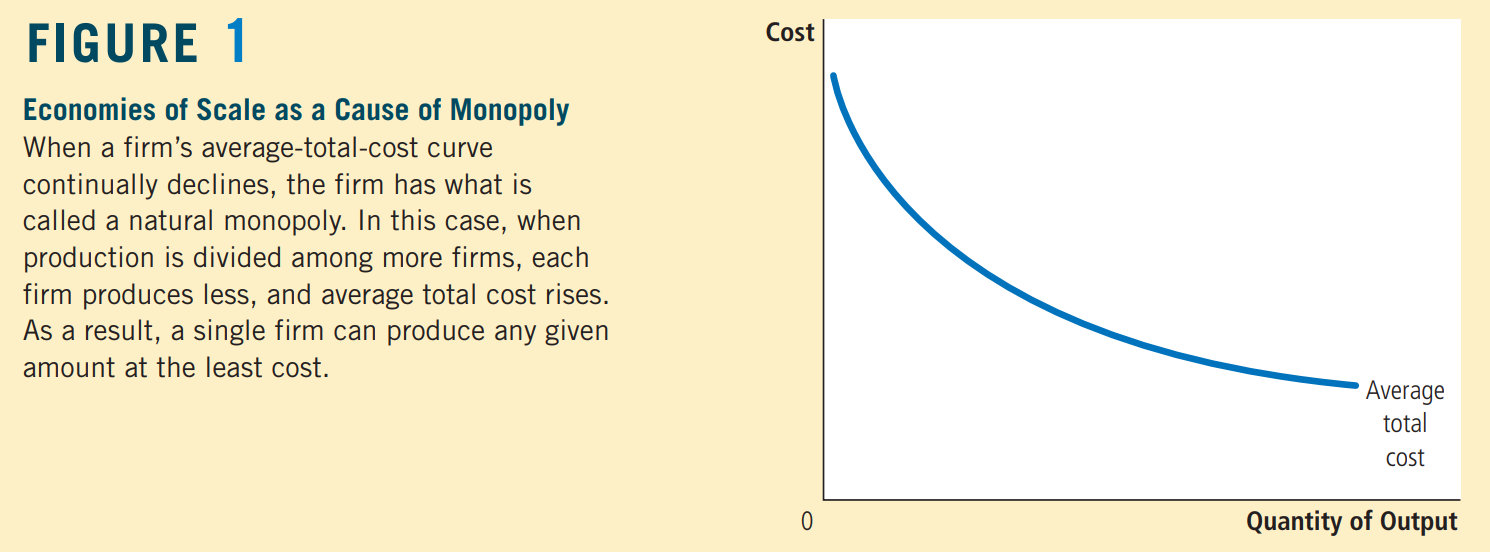 FIGURE 1
Economies of Scale as a Cause of Monopoly
When a firm's average-total-cost curve
continually declines, the firm has what is
called a natural monopoly. In this case, when
production is divided among more firms, each
firm produces less, and average total cost rises.
As a result, a single firm can produce any given
amount at the least cost.
Cost
Average
total
cost
0
Quantity of Output